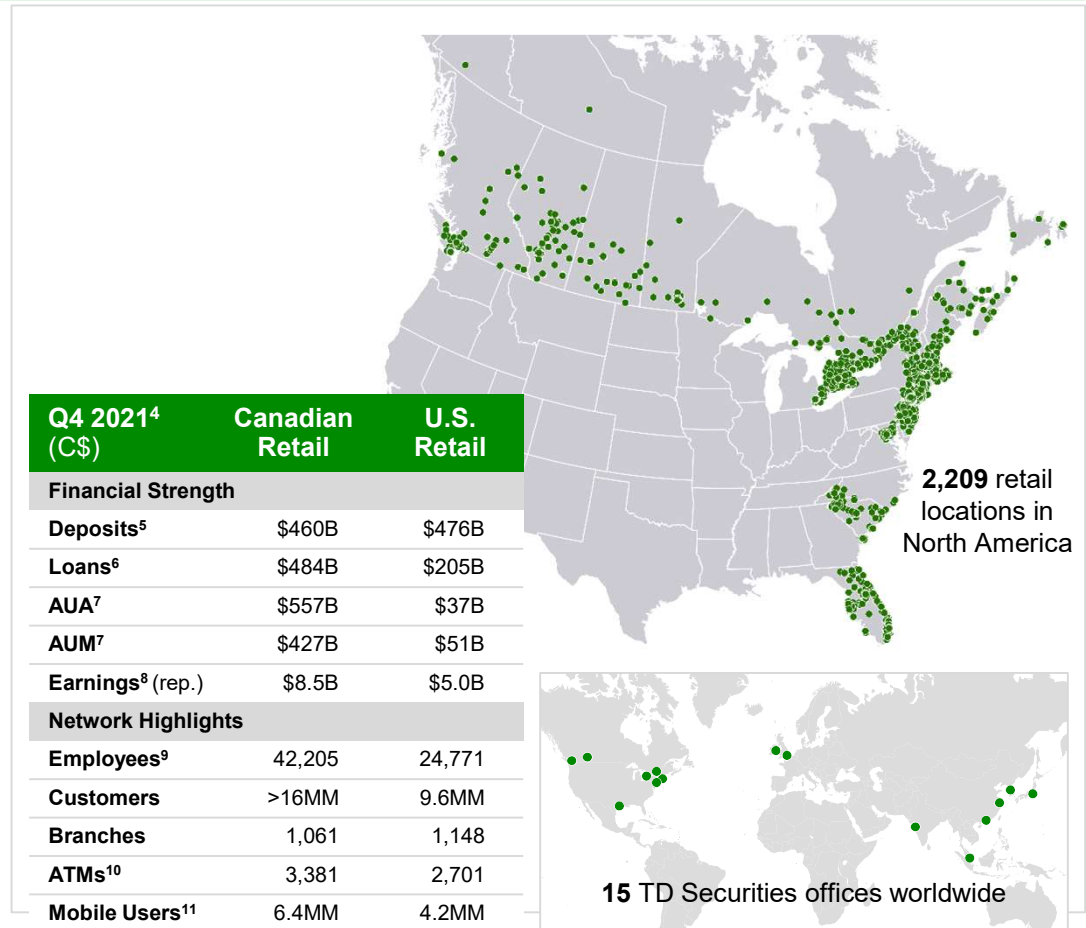 Q4 2021⁴ Canadian U.S.
(C$) Retail Retail
Financial Strength
Deposits⁵ $460B $476B
Loans⁶ $484B $205B
AUA⁷ $557B $37B
AUM⁷ $427B $51B
Earnings⁸ (rep.) $8.5B $5.0B
Network Highlights
Employees⁹ 42,205 24,771
Customers >16MM 9.6MM
Branches 1,061 1,148
ATMs¹⁰ 3,381 2,701
Mobile Users¹¹ 6.4MM 4.2MM
2,209 retail
locations in
North America
15 TD Securities offices worldwide